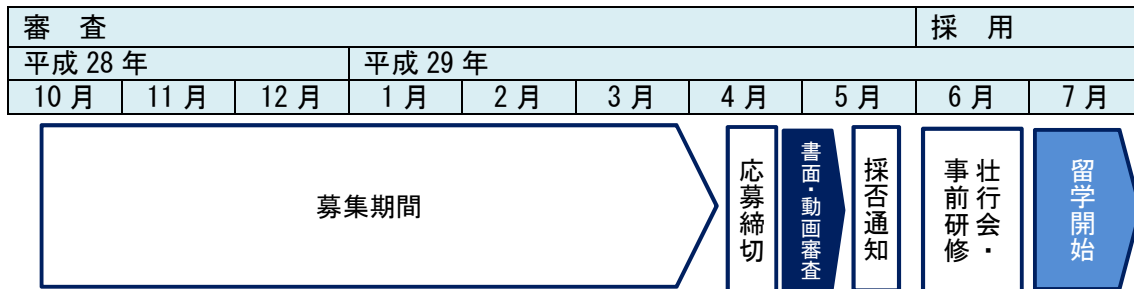 審 査 採 用
平成 28 年 平成 29 年
10 月 11 月 12 月 1 月 2 月 3 月 4 月 5 月 6 月 7 月
募集期間
応募締切
書面・動画審査
採否通知
壮行会・
事前研修
留学開始